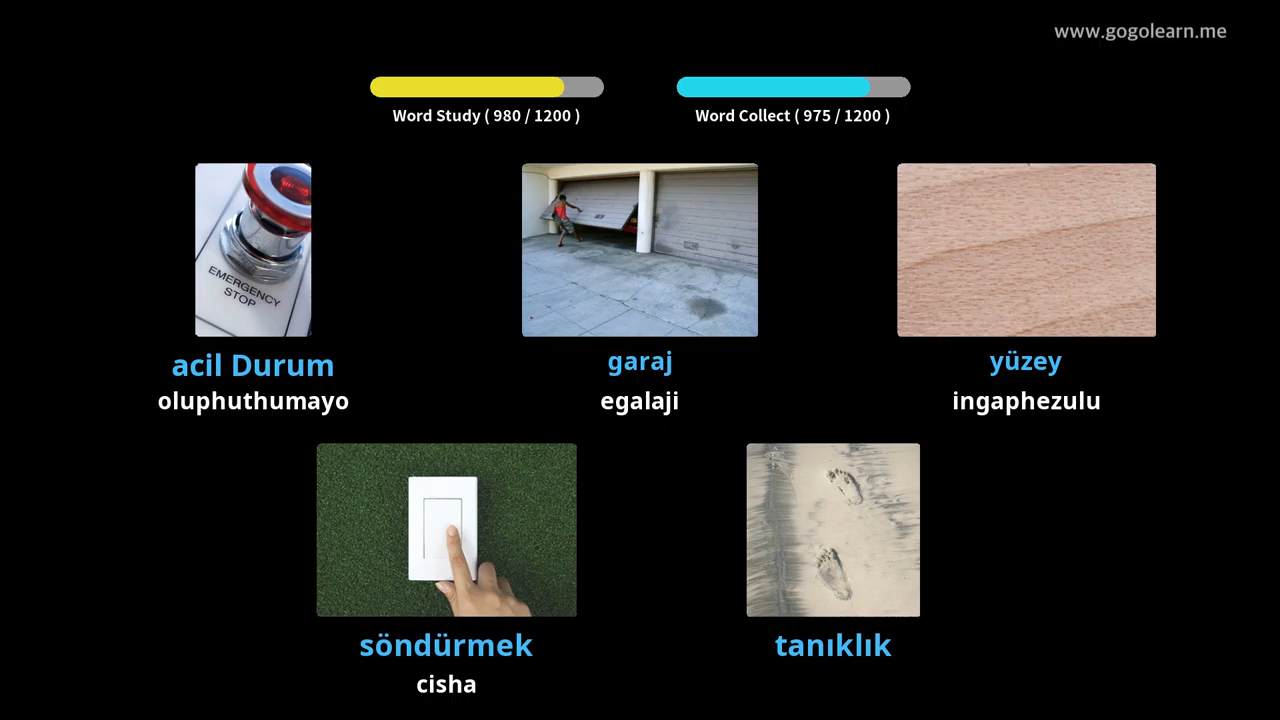 www.gogolearn.me
Word Study ( 980 / 1200 )
Word Collect ( 975 / 1200 )
EMERGENCY
STOP
acil Durum
garaj
yüzey
oluphuthumayo
egalaji
ingaphezulu
söndürmek
tanıklık
cisha